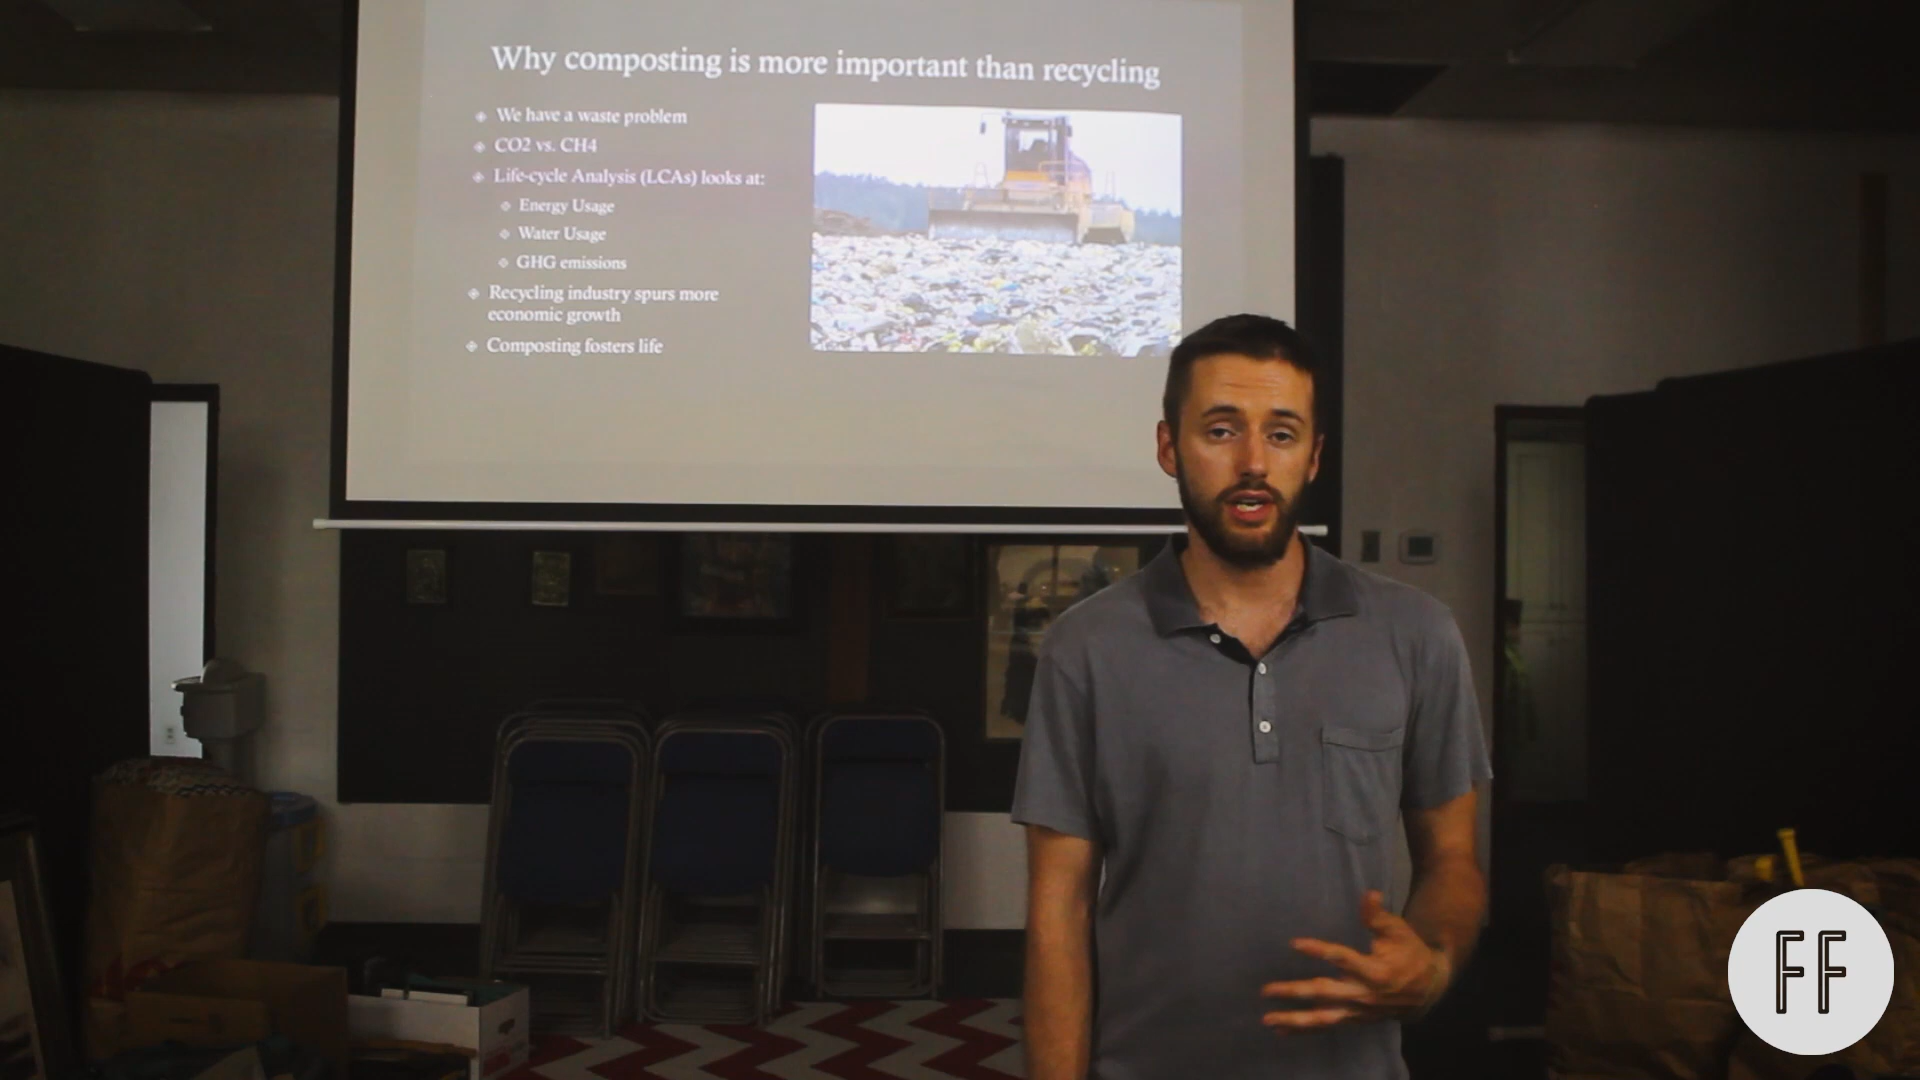 Why composting is more important than recycling
We have a waste problem
CO2 vs. CH4
Life-cycle Analysis (LCAs) looks at:
Energy Usage
Water Usage
GHG emissions
Recycling industry spurs more
economic growth
Composting fosters life
FF